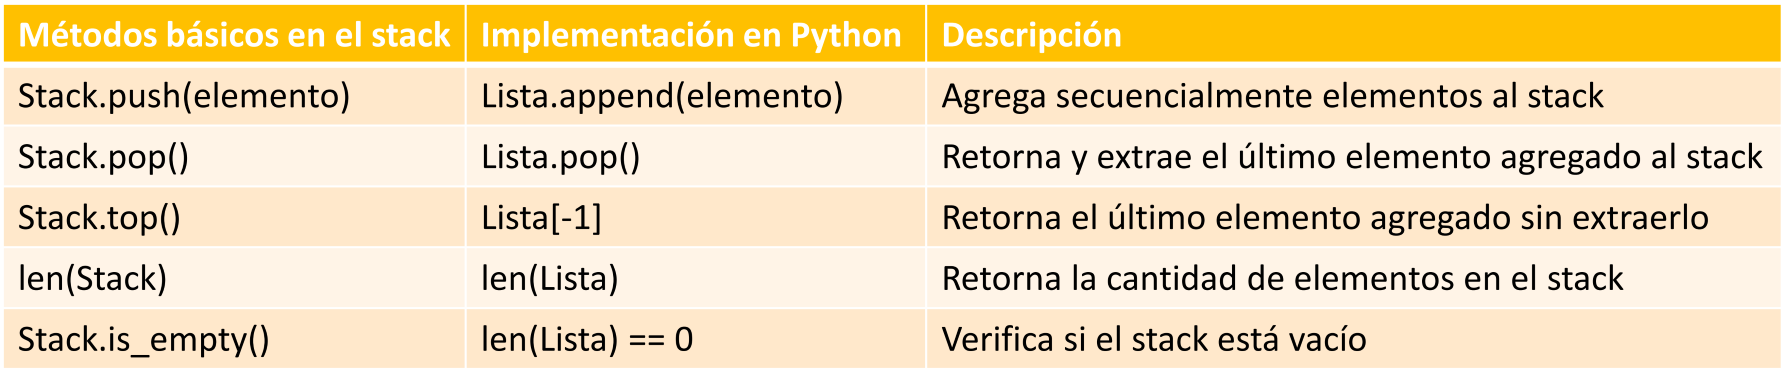 Métodos básicos en el stack Implementación en Python Descripción
Stack.push(elemento) Lista.append(elemento) Agrega secuencialmente elementos al stack
Stack.pop() Lista.pop() Retorna y extrae el último elemento agregado al stack
Stack.top() Lista[-1] Retorna el último elemento agregado sin extraerlo
len(Stack) len(Lista) Retorna la cantidad de elementos en el stack
Stack.is_empty() len(Lista) == 0 Verifica si el stack está vacío